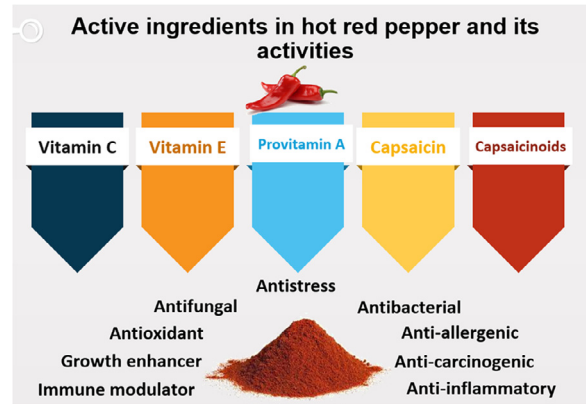 Active ingredients in hot red pepper and its
activities
Vitamin C
Vitamin E
Provitamin A
Capsaicin
Capsaicinoids
Antistress
Antifungal
Antibacterial
Antioxidant
Anti-allergenic
Growth enhancer
Anti-carcinogenic
Immune modulator
Anti-inflammatory